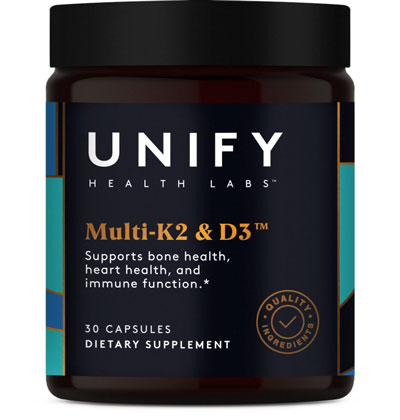 UNIFY
HEALTH LABS™
Multi-K2 & D3™
Supports bone health,
heart health, and
immune function.*
QUALITY
INGREDIENTS
30 CAPSULES
DIETARY SUPPLEMENT